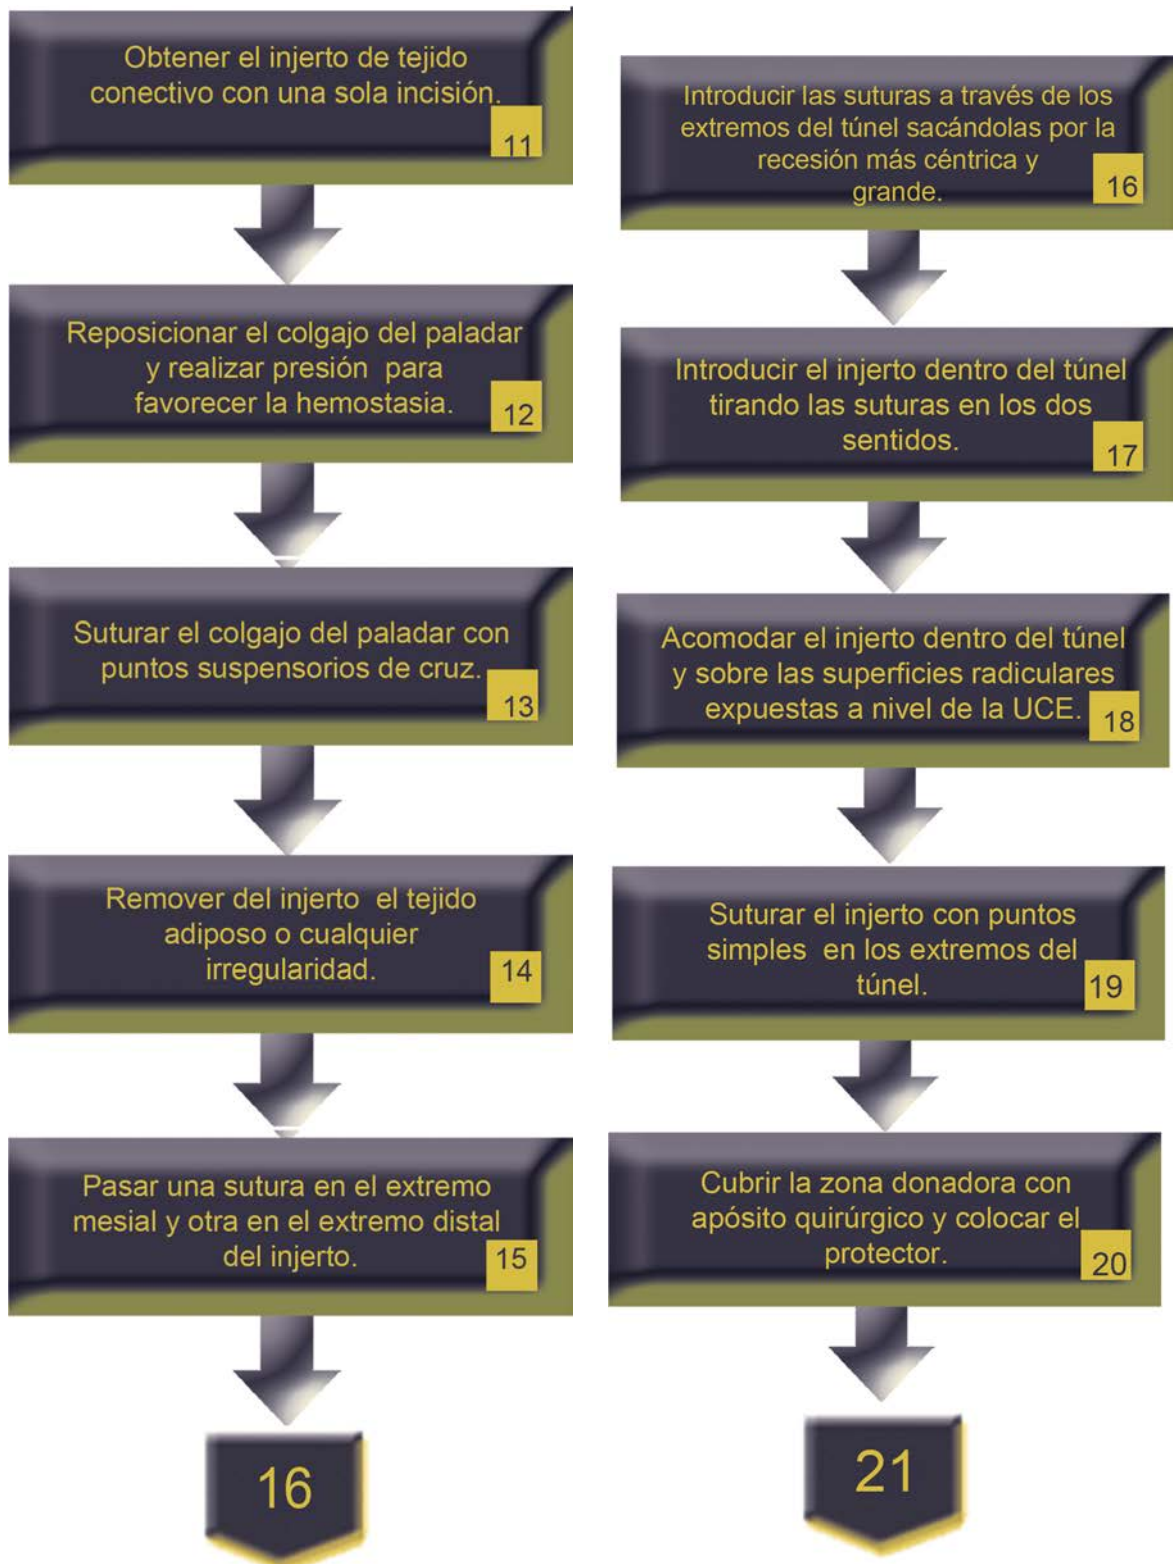 Obtener el injerto de tejido
conectivo con una sola incisión.
11
Reposicionar el colgajo del paladar
y realizar presión para
favorecer la hemostasia.
12
Suturar el colgajo del paladar con
puntos suspensorios de cruz.
13
Remover del injerto el tejido
adiposo o cualquier
irregularidad.
14
Pasar una sutura en el extremo
mesial y otra en el extremo distal
del injerto.
15
16
Introducir las suturas a través de los
extremos del túnel sacándolas por la
recesión más céntrica y
grande.
16
Introducir el injerto dentro del túnel
tirando las suturas en los dos
sentidos.
17
Acomodar el injerto dentro del túnel
y sobre las superficies radiculares
expuestas a nivel de la UCE.
18
Suturar el injerto con puntos
simples en los extremos del
túnel.
19
Cubrir la zona donadora con
apósito quirúrgico y colocar el
protector.
20
21